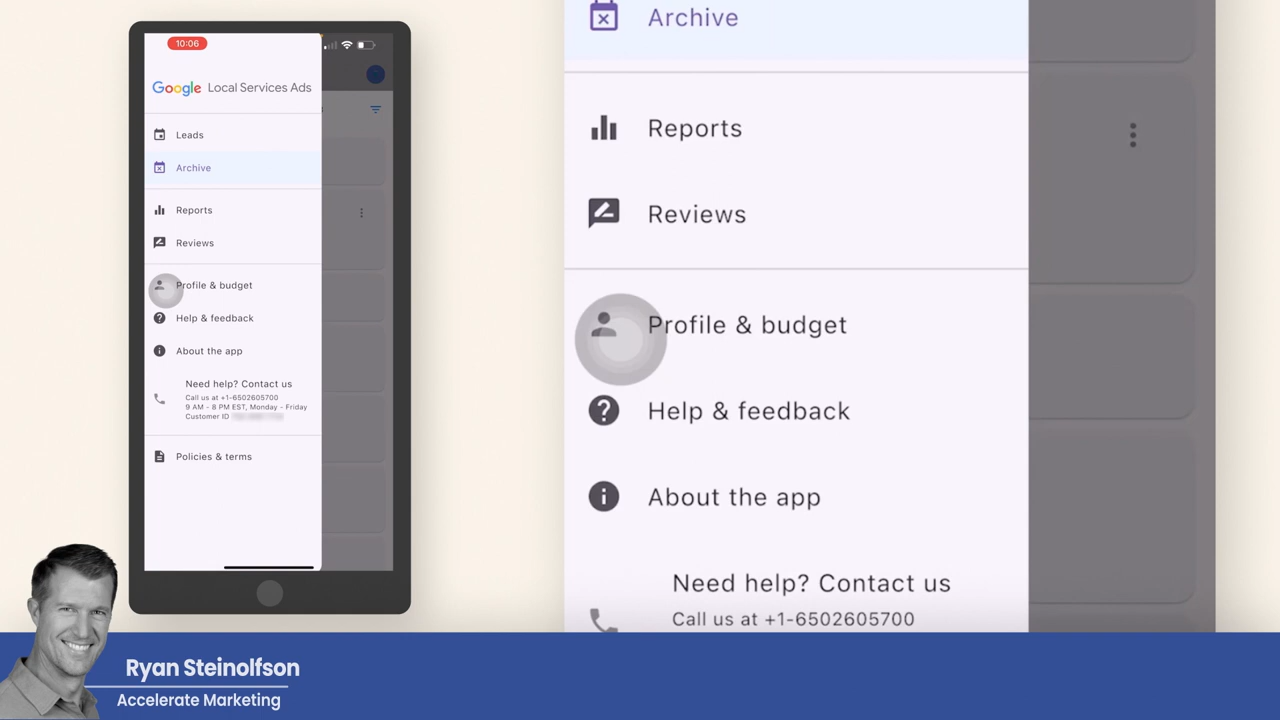 10:06
Google Local Services Ads
Leads
Archive
Reports
Reviews
Profile & budget
Help & feedback
About the app
Need help? Contact us
Call us at +1-6502605700
9 AM - 8 PM EST, Monday - Friday
Customer ID
Policies & terms
Archive
Reports
Reviews
Profile & budget
Help & feedback
About the app
Need help? Contact us
Call us at +1-6502605700
Ryan Steinolfson
Accelerate Marketing